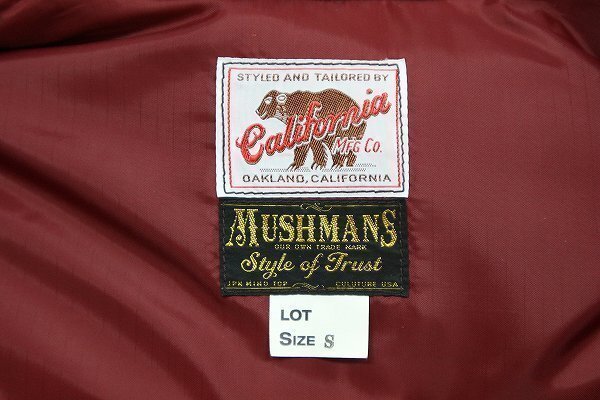 STYLED AND TAILORED BY
California
MFG CO.
OAKLAND, CALIFORNIA
MUSHMANS
OUR OWN TRADE MARK
Style of Trust
JPN MIND TOP CULUTURE USA
LOT
SIZE S